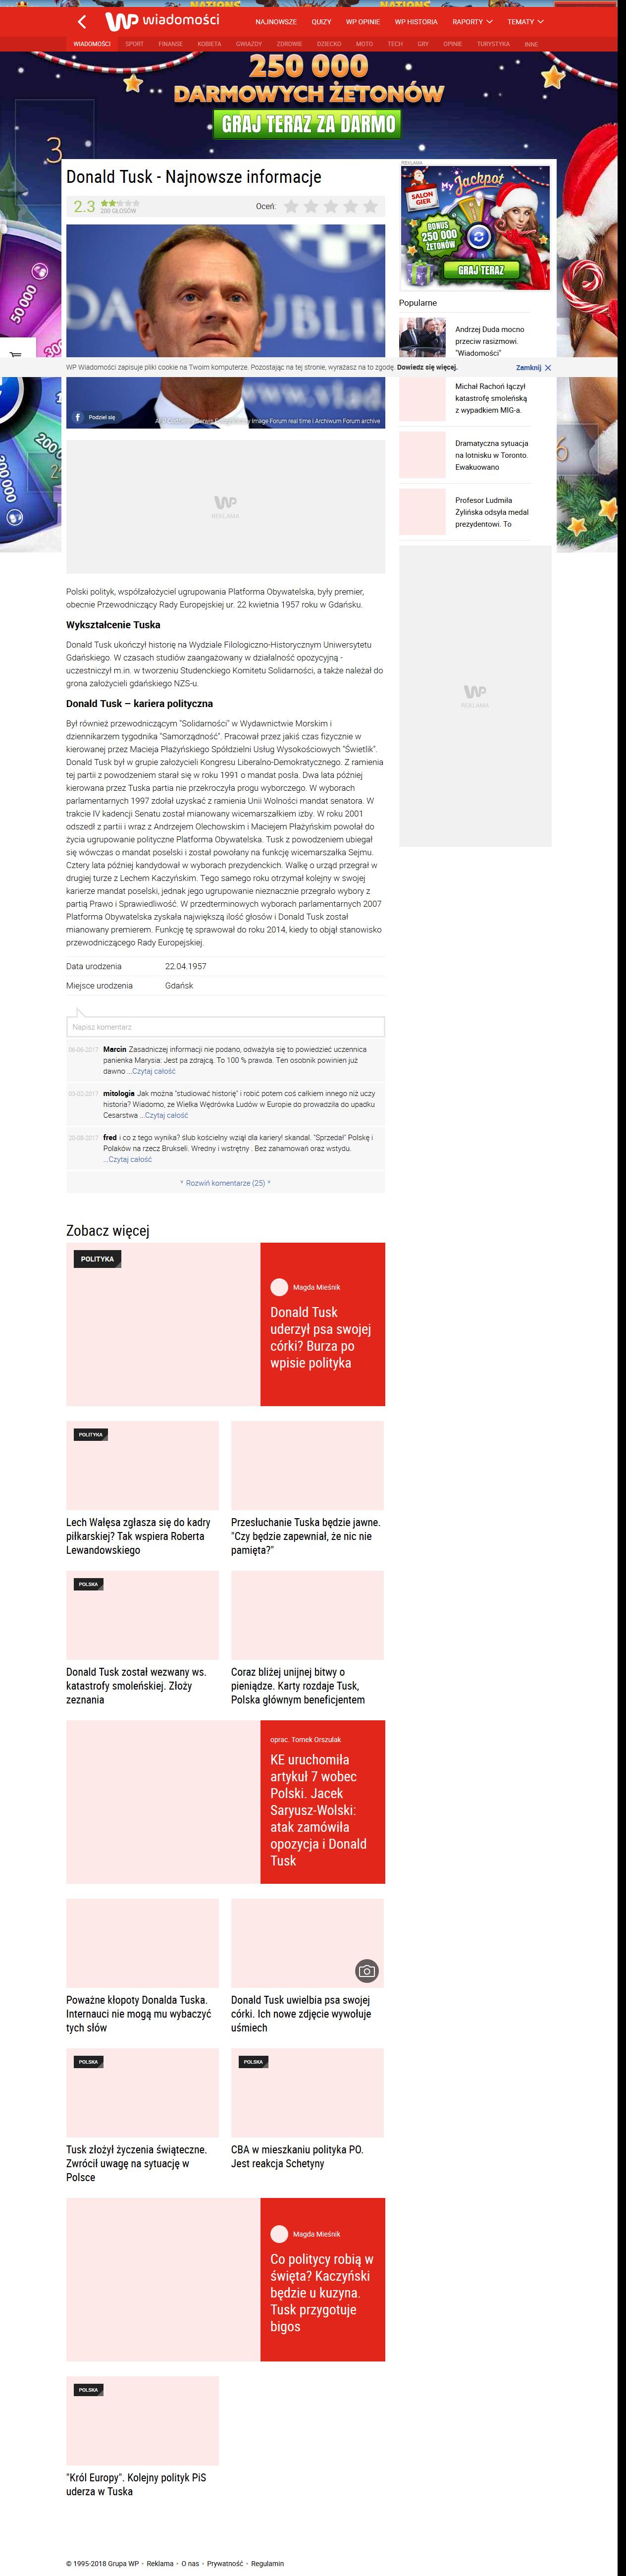 WP wiadomości
NAJNOWSZE QUIZY WP OPINIE WP HISTORIA RAPORTY TEMATY
WIADOMOŚCI SPORT FINANSE KOBIETA GWIAZDY ZDROWIE DZIECKO MOTO TECH GRY OPINIE TURYSTYKA INNE
250 000
DARMOWYCH ŻETONÓW
GRAJ TERAZ ZA DARMO
3
Donald Tusk - Najnowsze informacje
2.3
200 GŁOSÓW
Oceń:
Podziel się
50 000
REKLAMA
SALON GIER
My Jackpot
BONUS
250 000
ŻETONÓW
GRAJ TERAZ
Popularne
Andrzej Duda mocno
przeciw rasizmowi.
"Wiadomości"
WP Wiadomości zapisuje pliki cookie na Twoim komputerze. Pozostając na tej stronie, wyrażasz na to zgodę. Dowiedz się więcej.
Zamknij
Michał Rachoń łączył
katastrofę smoleńską
z wypadkiem MIG-a.
Dramatyczna sytuacja
na lotnisku w Toronto.
Ewakuowano
Profesor Ludmiła
Żylińska odsyła medal
prezydentowi. To
WP
REKLAMA
WP
REKLAMA
Polski polityk, współzałożyciel ugrupowania Platforma Obywatelska, były premier,
obecnie Przewodniczący Rady Europejskiej ur. 22 kwietnia 1957 roku w Gdańsku.
Wykształcenie Tuska
Donald Tusk ukończył historię na Wydziale Filologiczno-Historycznym Uniwersytetu
Gdańskiego. W czasach studiów zaangażowany w działalność opozycyjną -
uczestniczył m.in. w tworzeniu Studenckiego Komitetu Solidarności, a także należał do
grona założycieli gdańskiego NZS-u.
Donald Tusk – kariera polityczna
Był również przewodniczącym "Solidarności" w Wydawnictwie Morskim i
dziennikarzem tygodnika "Samorządność". Pracował przez jakiś czas fizycznie w
kierowanej przez Macieja Płażyńskiego Spółdzielni Usług Wysokościowych "Świetlik".
Donald Tusk był w grupie założycieli Kongresu Liberalno-Demokratycznego. Z ramienia
tej partii z powodzeniem starał się w roku 1991 o mandat posła. Dwa lata później
kierowana przez Tuska partia nie przekroczyła progu wyborczego. W wyborach
parlamentarnych 1997 zdołał uzyskać z ramienia Unii Wolności mandat senatora. W
trakcie IV kadencji Senatu został mianowany wicemarszałkiem izby. W roku 2001
odszedł z partii i wraz z Andrzejem Olechowskim i Maciejem Płażyńskim powołał do
życia ugrupowanie polityczne Platforma Obywatelska. Tusk z powodzeniem ubiegał
się wówczas o mandat poselski i został powołany na funkcję wicemarszałka Sejmu.
Cztery lata później kandydował w wyborach prezydenckich. Walkę o urząd przegrał w
drugiej turze z Lechem Kaczyńskim. Tego samego roku otrzymał kolejny w swojej
karierze mandat poselski, jednak jego ugrupowanie nieznacznie przegrało wybory z
partią Prawo i Sprawiedliwość. W przedterminowych wyborach parlamentarnych 2007
Platforma Obywatelska zyskała największą ilość głosów i Donald Tusk został
mianowany premierem. Funkcję tę sprawował do roku 2014, kiedy to objął stanowisko
przewodniczącego Rady Europejskiej.
Data urodzenia 22.04.1957
Miejsce urodzenia Gdańsk
Napisz komentarz
06-06-2017 Marcin Zasadniczej informacji nie podano, odważyła się to powiedzieć uczennica
panienka Marysia: Jest pa zdrajcą. To 100 % prawda. Ten osobnik powinien już
dawno ...Czytaj całość
03-02-2017 mitologia Jak można "studiować historię" i robić potem coś całkiem innego niż uczy
historia? Wiadomo, że Wielka Wędrówka Ludów w Europie do prowadziła do upadku
Cesarstwa ...Czytaj całość
20-08-2017 fred i co z tego wynika? ślub kościelny wziął dla kariery! skandal. "Sprzedał" Polskę i
Polaków na rzecz Brukseli. Wredny i wstrętny . Bez zahamowań oraz wstydu.
...Czytaj całość
Rozwiń komentarze (25)
Zobacz więcej
POLITYKA
Magda Mieśnik
Donald Tusk
uderzył psa swojej
córki? Burza po
wpisie polityka
POLITYKA
Lech Wałęsa zgłasza się do kadry
piłkarskiej? Tak wspiera Roberta
Lewandowskiego
Przesłuchanie Tuska będzie jawne.
"Czy będzie zapewniał, że nic nie
pamięta?"
POLSKA
Donald Tusk został wezwany ws.
katastrofy smoleńskiej. Złoży
zeznania
Coraz bliżej unijnej bitwy o
pieniądze. Karty rozdaje Tusk,
Polska głównym beneficjentem
oprac. Tomek Orszulak
KE uruchomiła
artykuł 7 wobec
Polski. Jacek
Saryusz-Wolski:
atak zamówiła
opozycja i Donald
Tusk
Poważne kłopoty Donalda Tuska.
Internauci nie mogą mu wybaczyć
tych słów
Donald Tusk uwielbia psa swojej
córki. Ich nowe zdjęcie wywołuje
uśmiech
POLSKA
Tusk złożył życzenia świąteczne.
Zwrócił uwagę na sytuację w
Polsce
POLSKA
CBA w mieszkaniu polityka PO.
Jest reakcja Schetyny
Magda Mieśnik
Co politycy robią w
święta? Kaczyński
będzie u kuzyna.
Tusk przygotuje
bigos
POLSKA
"Król Europy". Kolejny polityk PiS
uderza w Tuska
© 1995-2018 Grupa WP • Reklama • O nas • Prywatność • Regulamin